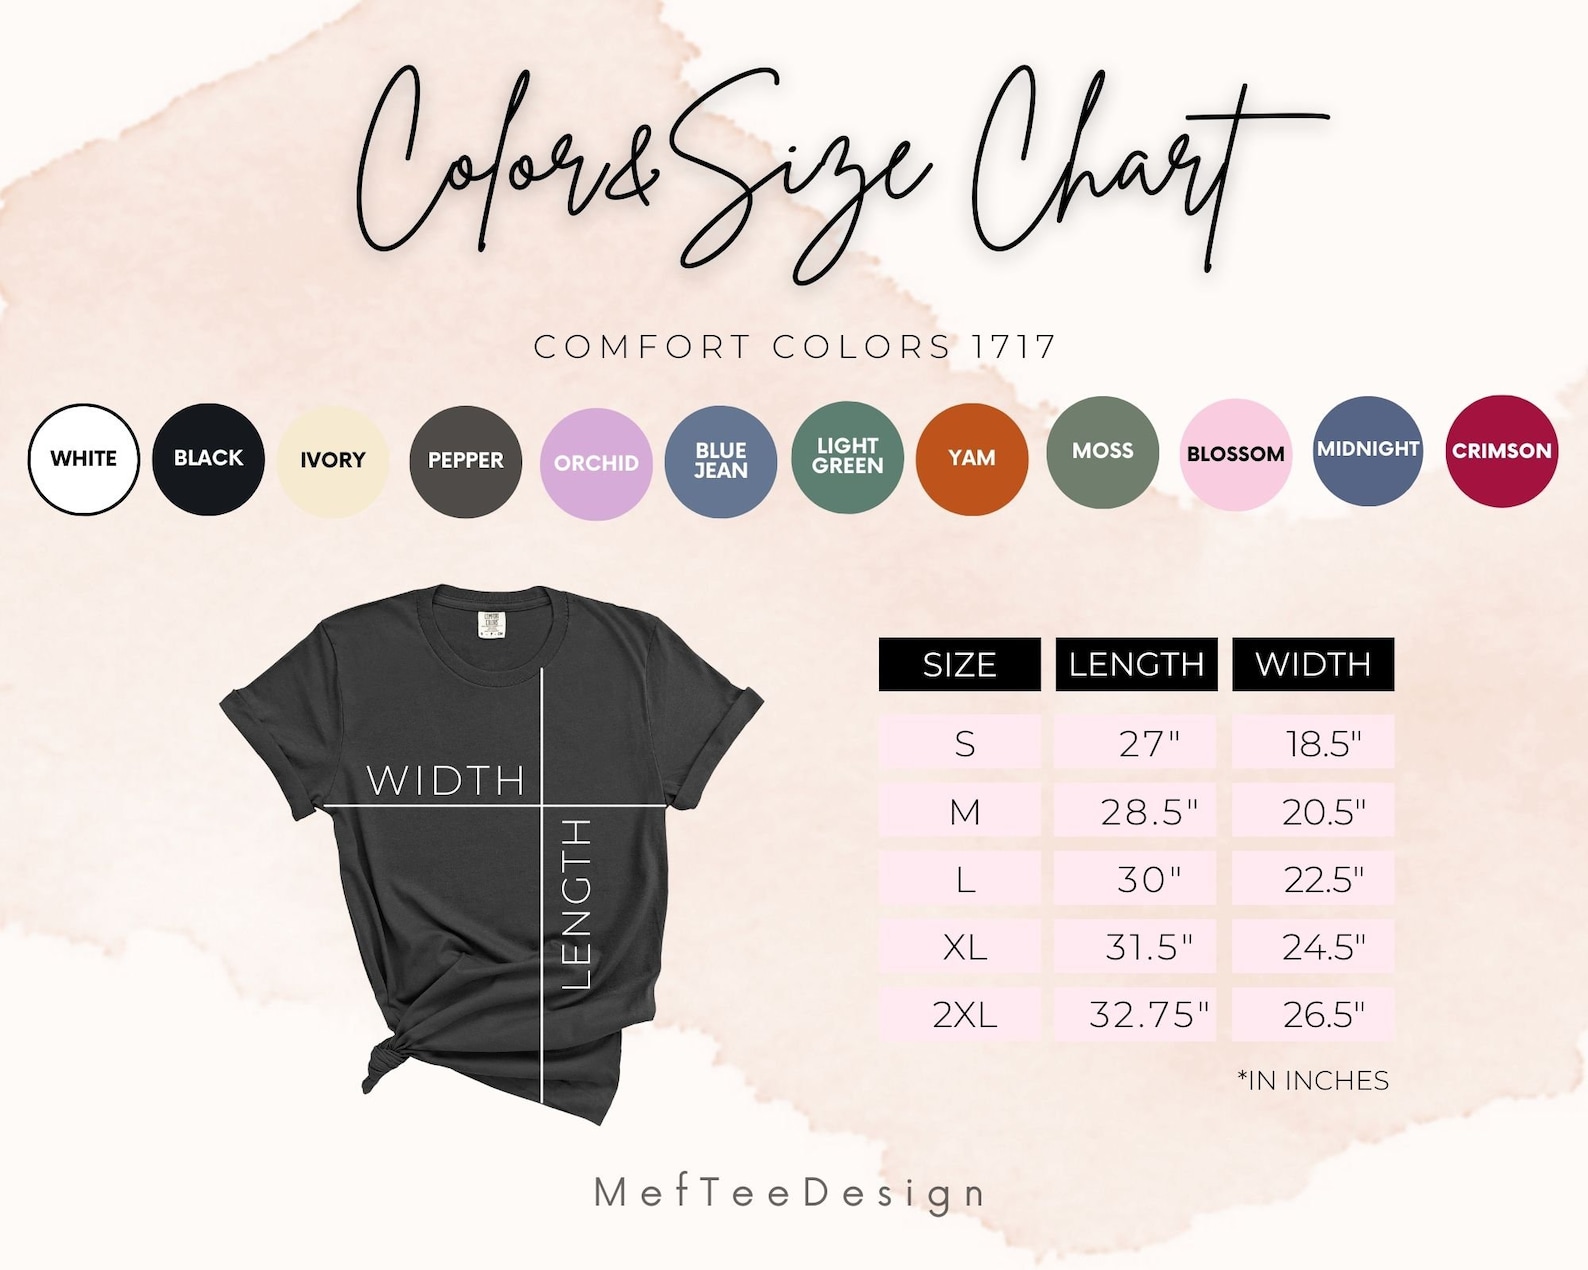 Color&Size Chart
COMFORT COLORS 1717
WHITE
BLACK
IVORY
PEPPER
ORCHID
BLUE
JEAN
LIGHT
GREEN
YAM
MOSS
BLOSSOM
MIDNIGHT
CRIMSON
COMFORT
COLORS
WIDTH
LENGTH
SIZE LENGTH WIDTH
S 27" 18.5"
M 28.5" 20.5"
L 30" 22.5"
XL 31.5" 24.5"
2XL 32.75" 26.5"
*IN INCHES
MefTeeDesign